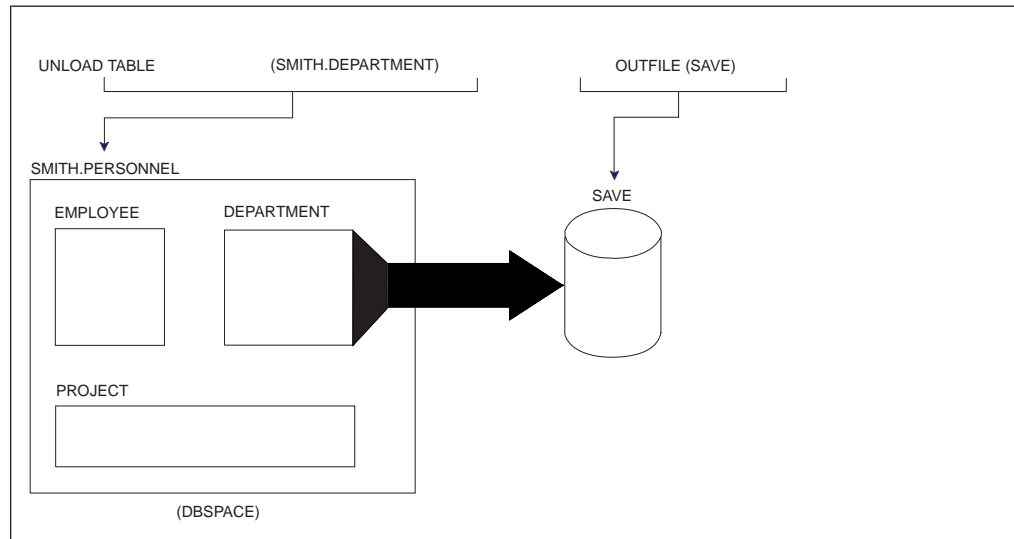 UNLOAD TABLE (SMITH.DEPARTMENT) OUTFILE (SAVE)
SMITH.PERSONNEL
SAVE
EMPLOYEE DEPARTMENT
PROJECT
(DBSPACE)